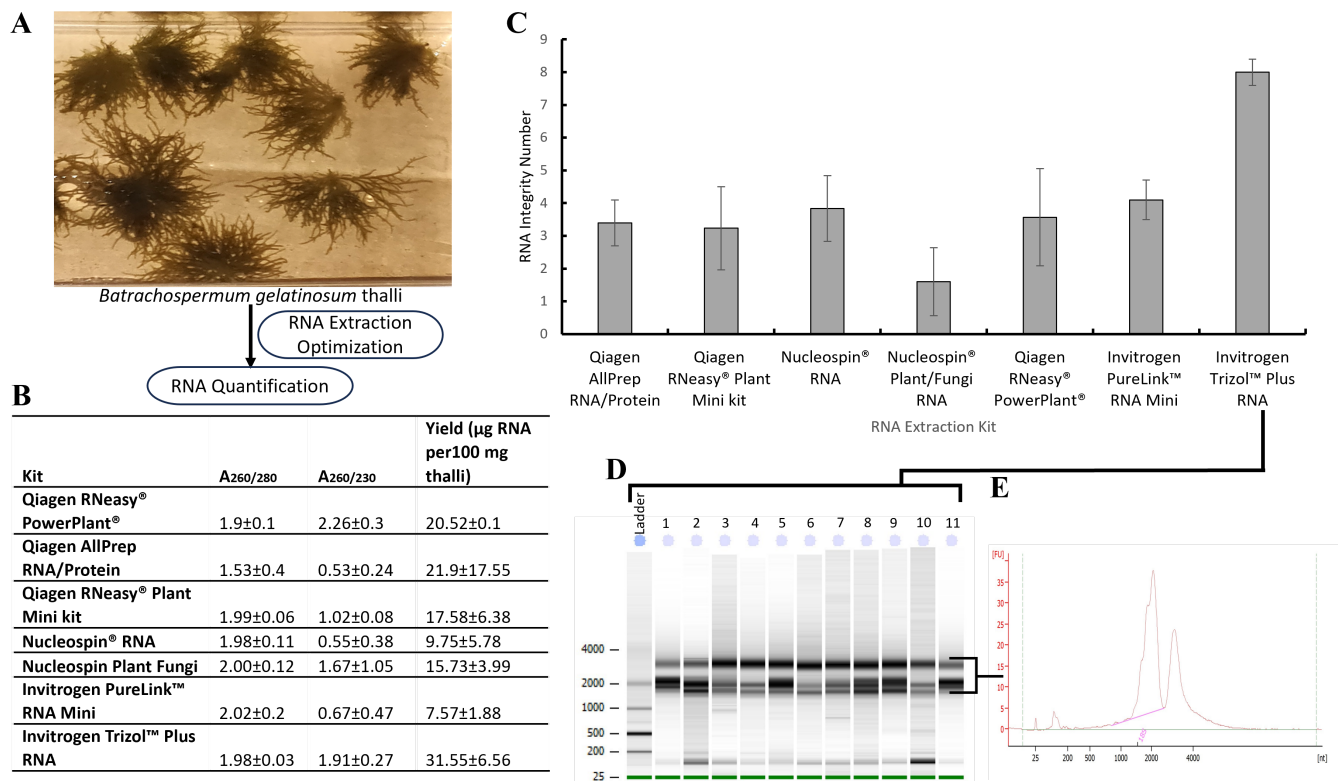 A
Batrachospermum gelatinosum thalli
RNA Extraction
Optimization
RNA Quantification
B
Kit
A260/280
A260/230
Yield (µg RNA
per100 mg
thalli)
Qiagen RNeasy®
PowerPlant®
1.9±0.1
2.26±0.3
20.52±0.1
Qiagen AllPrep
RNA/Protein
1.53±0.4
0.53±0.24
21.9±17.55
Qiagen RNeasy® Plant
Mini kit
1.99±0.06
1.02±0.08
17.58±6.38
Nucleospin® RNA
1.98±0.11
0.55±0.38
9.75±5.78
Nucleospin Plant Fungi
2.00±0.12
1.67±1.05
15.73±3.99
Invitrogen PureLink™
RNA Mini
2.02±0.2
0.67±0.47
7.57±1.88
Invitrogen Trizol™ Plus
RNA
1.98±0.03
1.91±0.27
31.55±6.56
C
RNA Integrity Number
9
8
7
6
5
4
3
2
1
0
Qiagen
AllPrep
RNA/Protein
Qiagen
RNeasy® Plant
Mini kit
Nucleospin®
RNA
Nucleospin®
Plant/Fungi
RNA
Qiagen
RNeasy®
PowerPlant®
Invitrogen
PureLink™
RNA Mini
Invitrogen
Trizol™ Plus
RNA
RNA Extraction Kit
D
Ladder
1 2 3 4 5 6 7 8 9 10 11
4000
2000
1000
500
200
25
E
[FU]
35
30
25
20
15
10
5
0
25 200 500 1000 2000 4000 [nt]